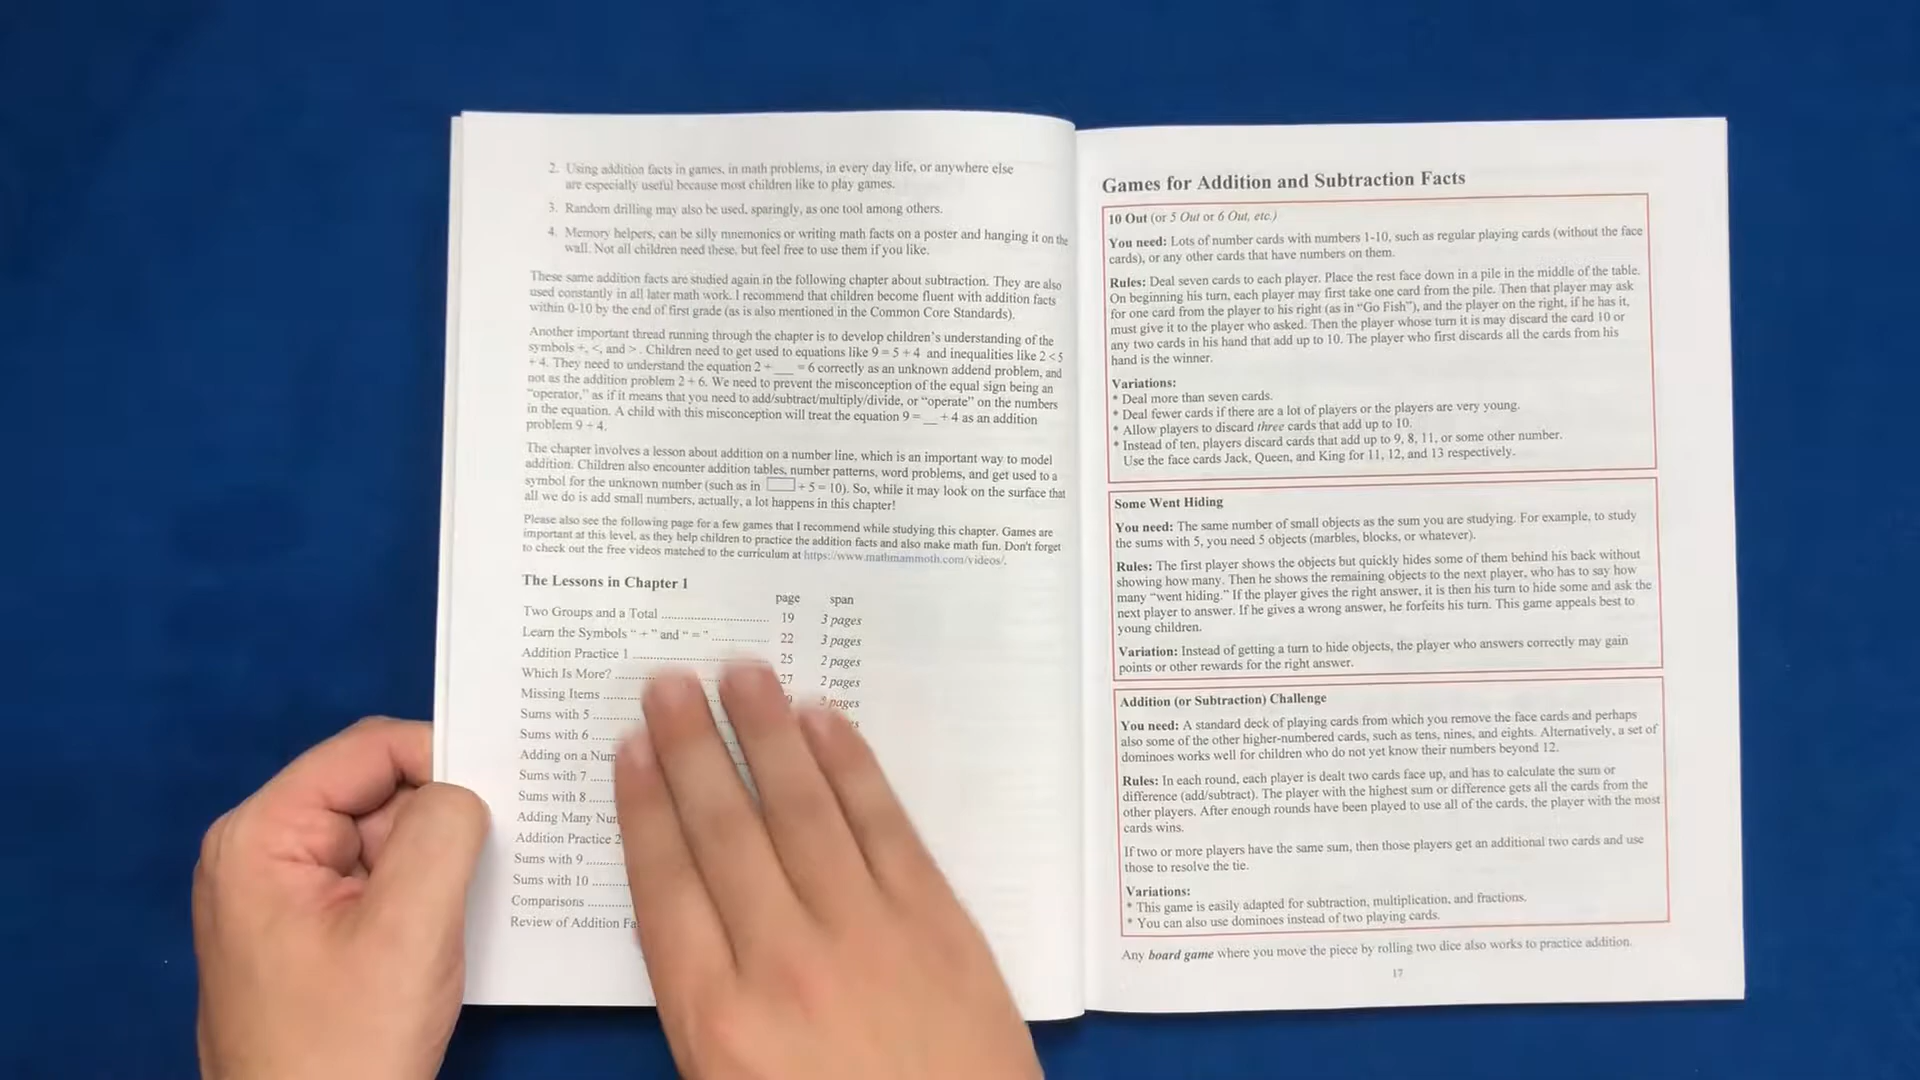 2. Using addition facts in games, in math problems, in every day life, or anywhere else
are especially useful because most children like to play games.
3. Random drilling may also be used, sparingly, as one tool among others.
4. Memory helpers, can be silly mnemonics or writing math facts on a poster and hanging it on the
wall. Not all children need these, but feel free to use them if you like.
These same addition facts are studied again in the following chapter about subtraction. They are also
used constantly in all later math work. I recommend that children become fluent with addition facts
within 0-10 by the end of first grade (as is also mentioned in the Common Core Standards).
Another important thread running through the chapter is to develop children's understanding of the
symbols +, <, and > . Children need to get used to equations like 9 = 5 + 4 and inequalities like 2 < 5
+ 4. They need to understand the equation 2 + ___ = 6 correctly as an unknown addend problem, and
not as the addition problem 2 + 6. We need to prevent the misconception of the equal sign being an
"operator," as if it means that you need to add/subtract/multiply/divide, or "operate" on the numbers
in the equation. A child with this misconception will treat the equation 9 = __ + 4 as an addition
problem 9 + 4.
The chapter involves a lesson about addition on a number line, which is an important way to model
addition. Children also encounter addition tables, number patterns, word problems, and get used to a
symbol for the unknown number (such as in + 5 = 10). So, while it may look on the surface that
all we do is add small numbers, actually, a lot happens in this chapter!
Please also see the following page for a few games that I recommend while studying this chapter. Games are
important at this level, as they help children to practice the addition facts and also make math fun. Don't forget
to check out the free videos matched to the curriculum at https://www.mathmammoth.com/videos/.
The Lessons in Chapter 1
page span
Two Groups and a Total .............................. 19 3 pages
Learn the Symbols " + " and " = " ............... 22 3 pages
Addition Practice 1 ..................................... 25 2 pages
Which Is More? .......... 27 2 pages
Missing Items .......... pages
Sums with 5 ............
Sums with 6 ......
Adding on a Num
Sums with 7 ......
Sums with 8 ......
Adding Many Nu
Addition Practice 2
Sums with 9 ..........
Sums with 10 .........
Comparisons ..........
Review of Addition Fa
Games for Addition and Subtraction Facts
10 Out (or 5 Out or 6 Out, etc.)
You need: Lots of number cards with numbers 1-10, such as regular playing cards (without the face
cards), or any other cards that have numbers on them.
Rules: Deal seven cards to each player. Place the rest face down in a pile in the middle of the table.
On beginning his turn, each player may first take one card from the pile. Then that player may ask
for one card from the player to his right (as in "Go Fish"), and the player on the right, if he has it,
must give it to the player who asked. Then the player whose turn it is may discard the card 10 or
any two cards in his hand that add up to 10. The player who first discards all the cards from his
hand is the winner.
Variations:
* Deal more than seven cards.
* Deal fewer cards if there are a lot of players or the players are very young.
* Allow players to discard three cards that add up to 10.
* Instead of ten, players discard cards that add up to 9, 8, 11, or some other number.
Use the face cards Jack, Queen, and King for 11, 12, and 13 respectively.
Some Went Hiding
You need: The same number of small objects as the sum you are studying. For example, to study
the sums with 5, you need 5 objects (marbles, blocks, or whatever).
Rules: The first player shows the objects but quickly hides some of them behind his back without
showing how many. Then he shows the remaining objects to the next player, who has to say how
many "went hiding." If the player gives the right answer, it is then his turn to hide some and ask the
next player to answer. If he gives a wrong answer, he forfeits his turn. This game appeals best to
young children.
Variation: Instead of getting a turn to hide objects, the player who answers correctly may gain
points or other rewards for the right answer.
Addition (or Subtraction) Challenge
You need: A standard deck of playing cards from which you remove the face cards and perhaps
also some of the other higher-numbered cards, such as tens, nines, and eights. Alternatively, a set of
dominoes works well for children who do not yet know their numbers beyond 12.
Rules: In each round, each player is dealt two cards face up, and has to calculate the sum or
difference (add/subtract). The player with the highest sum or difference gets all the cards from the
other players. After enough rounds have been played to use all of the cards, the player with the most
cards wins.
If two or more players have the same sum, then those players get an additional two cards and use
those to resolve the tie.
Variations:
* This game is easily adapted for subtraction, multiplication, and fractions.
* You can also use dominoes instead of two playing cards.
Any board game where you move the piece by rolling two dice also works to practice addition.
17